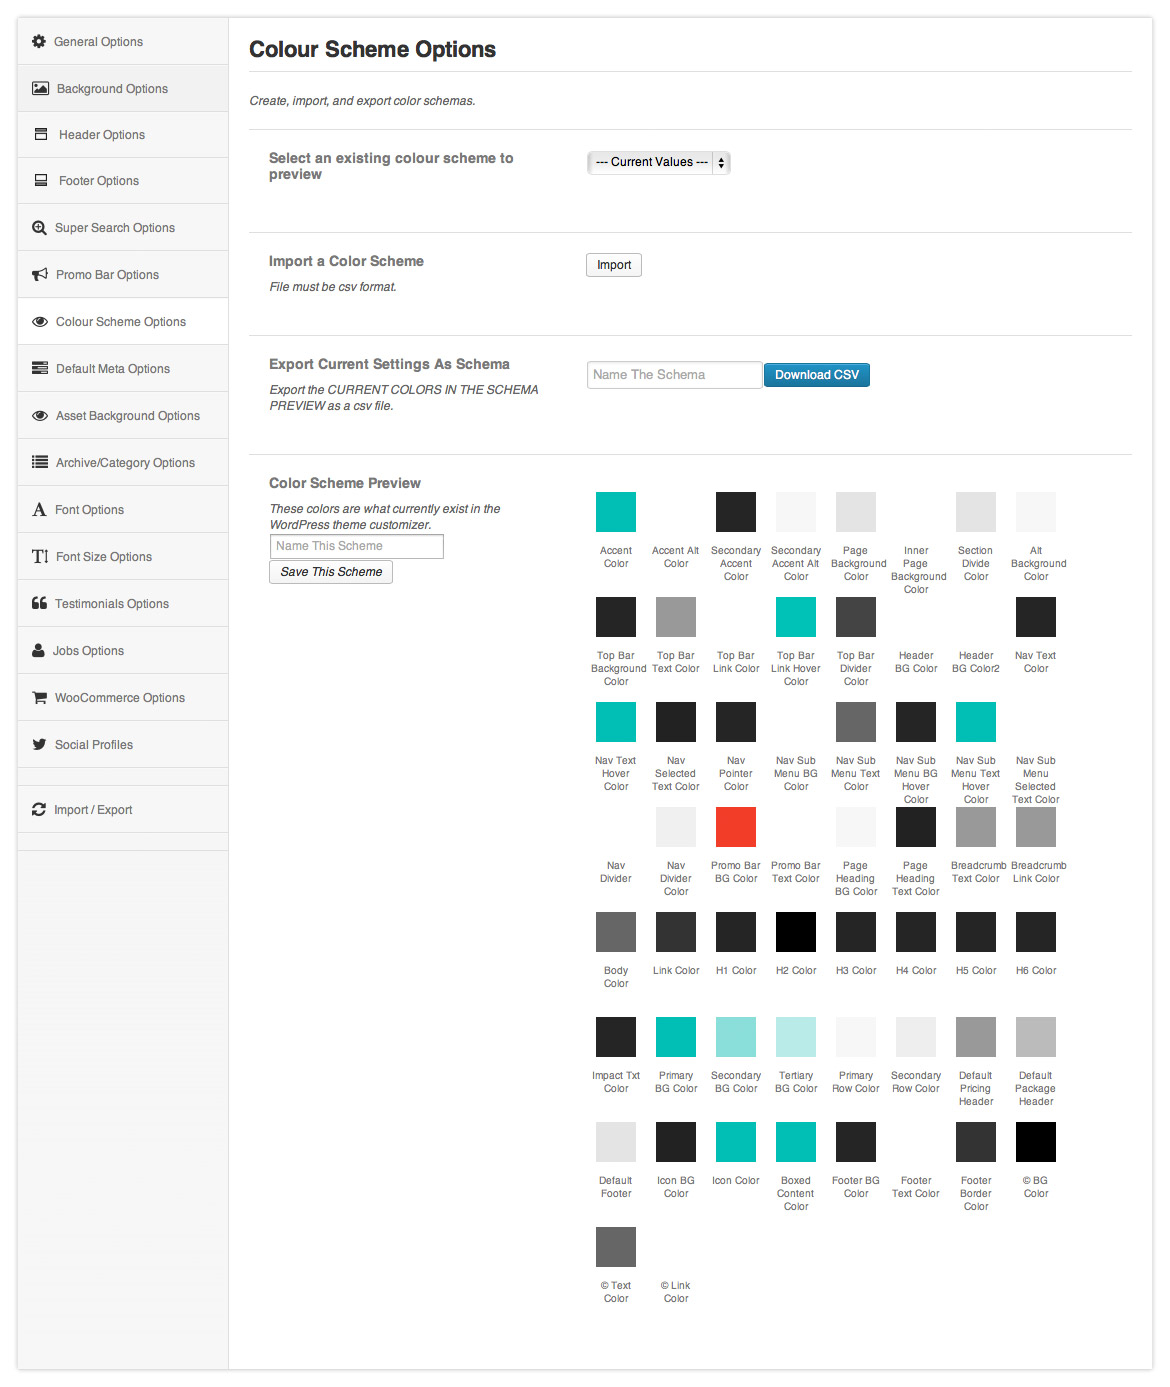 General Options
Background Options
Header Options
Footer Options
Super Search Options
Promo Bar Options
Colour Scheme Options
Default Meta Options
Asset Background Options
Archive/Category Options
Font Options
Font Size Options
Testimonials Options
Jobs Options
WooCommerce Options
Social Profiles
Import / Export
Colour Scheme Options
Create, import, and export color schemas.
Select an existing colour scheme to
preview
--- Current Values ---
Import a Color Scheme
File must be csv format.
Import
Export Current Settings As Schema
Export the CURRENT COLORS IN THE SCHEMA
PREVIEW as a csv file.
Name The Schema
Download CSV
Color Scheme Preview
These colors are what currently exist in the
WordPress theme customizer.
Name This Scheme
Save This Scheme
Accent
Color
Accent Alt
Color
Secondary
Accent
Color
Secondary
Accent Alt
Color
Page
Background
Color
Inner
Page
Background
Color
Section
Divide
Color
Alt
Background
Color
Top Bar
Background
Color
Top Bar
Text Color
Top Bar
Link Color
Top Bar
Link Hover
Color
Top Bar
Divider
Color
Header
BG Color
Header
BG Color2
Nav Text
Color
Nav Text
Hover
Color
Nav
Selected
Text Color
Nav
Pointer
Color
Nav Sub
Menu BG
Color
Nav Sub
Menu Text
Color
Nav Sub
Menu BG
Hover
Color
Nav Sub
Menu Text
Hover
Color
Nav Sub
Menu
Selected
Text Color
Nav
Divider
Nav
Divider
Color
Promo Bar
BG Color
Promo Bar
Text Color
Page
Heading
BG Color
Page
Heading
Text Color
Breadcrumb
Text Color
Breadcrumb
Link Color
Body
Color
Link Color
H1 Color
H2 Color
H3 Color
H4 Color
H5 Color
H6 Color
Impact Txt
Color
Primary
BG Color
Secondary
BG Color
Tertiary
BG Color
Primary
Row Color
Secondary
Row Color
Default
Pricing
Header
Default
Package
Header
Default
Footer
Icon BG
Color
Icon Color
Boxed
Content
Color
Footer BG
Color
Footer
Text Color
Footer
Border
Color
© BG
Color
© Text
Color
© Link
Color